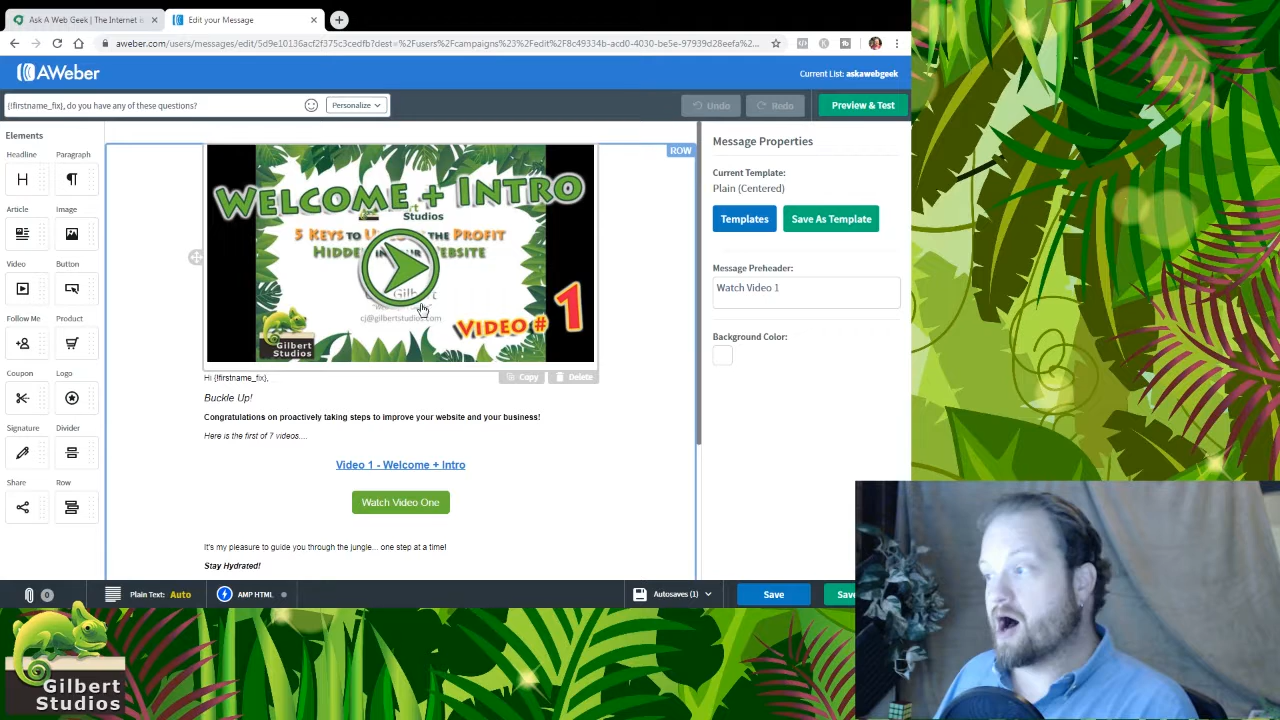 Ask A Web Geek | The Internet is
Edit your Message
aweber.com/users/messages/edit/5d9e10136acf2f375c3cedfb?dest=%2Fusers%2Fcampaigns%23%2Fedit%2F8c49334b-acd0-4030-be5e-97939d28eefa%2...
AWeber
Current List: askawebgeek
{!firstname_fix}, do you have any of these questions?
Personalize
Undo
Redo
Preview & Test
Elements
Headline
Paragraph
Article
Image
Video
Button
Follow Me
Product
Coupon
Logo
Signature
Divider
Share
Row
ROW
WELCOME + INTRO
Studios
5 KEYS TO THE PROFIT
cj@gilbertstudios.com
VIDEO # 1
Gilbert
Studios
Copy
Delete
Hi {!firstname_fix},
Buckle Up!
Congratulations on proactively taking steps to improve your website and your business!
Here is the first of 7 videos....
Video 1 - Welcome + Intro
Watch Video One
It's my pleasure to guide you through the jungle... one step at a time!
Stay Hydrated!
Message Properties
Current Template:
Plain (Centered)
Templates
Save As Template
Message Preheader:
Watch Video 1
Background Color:
0
Plain Text: Auto
AMP HTML
Autosaves (1)
Save
Gilbert
Studios